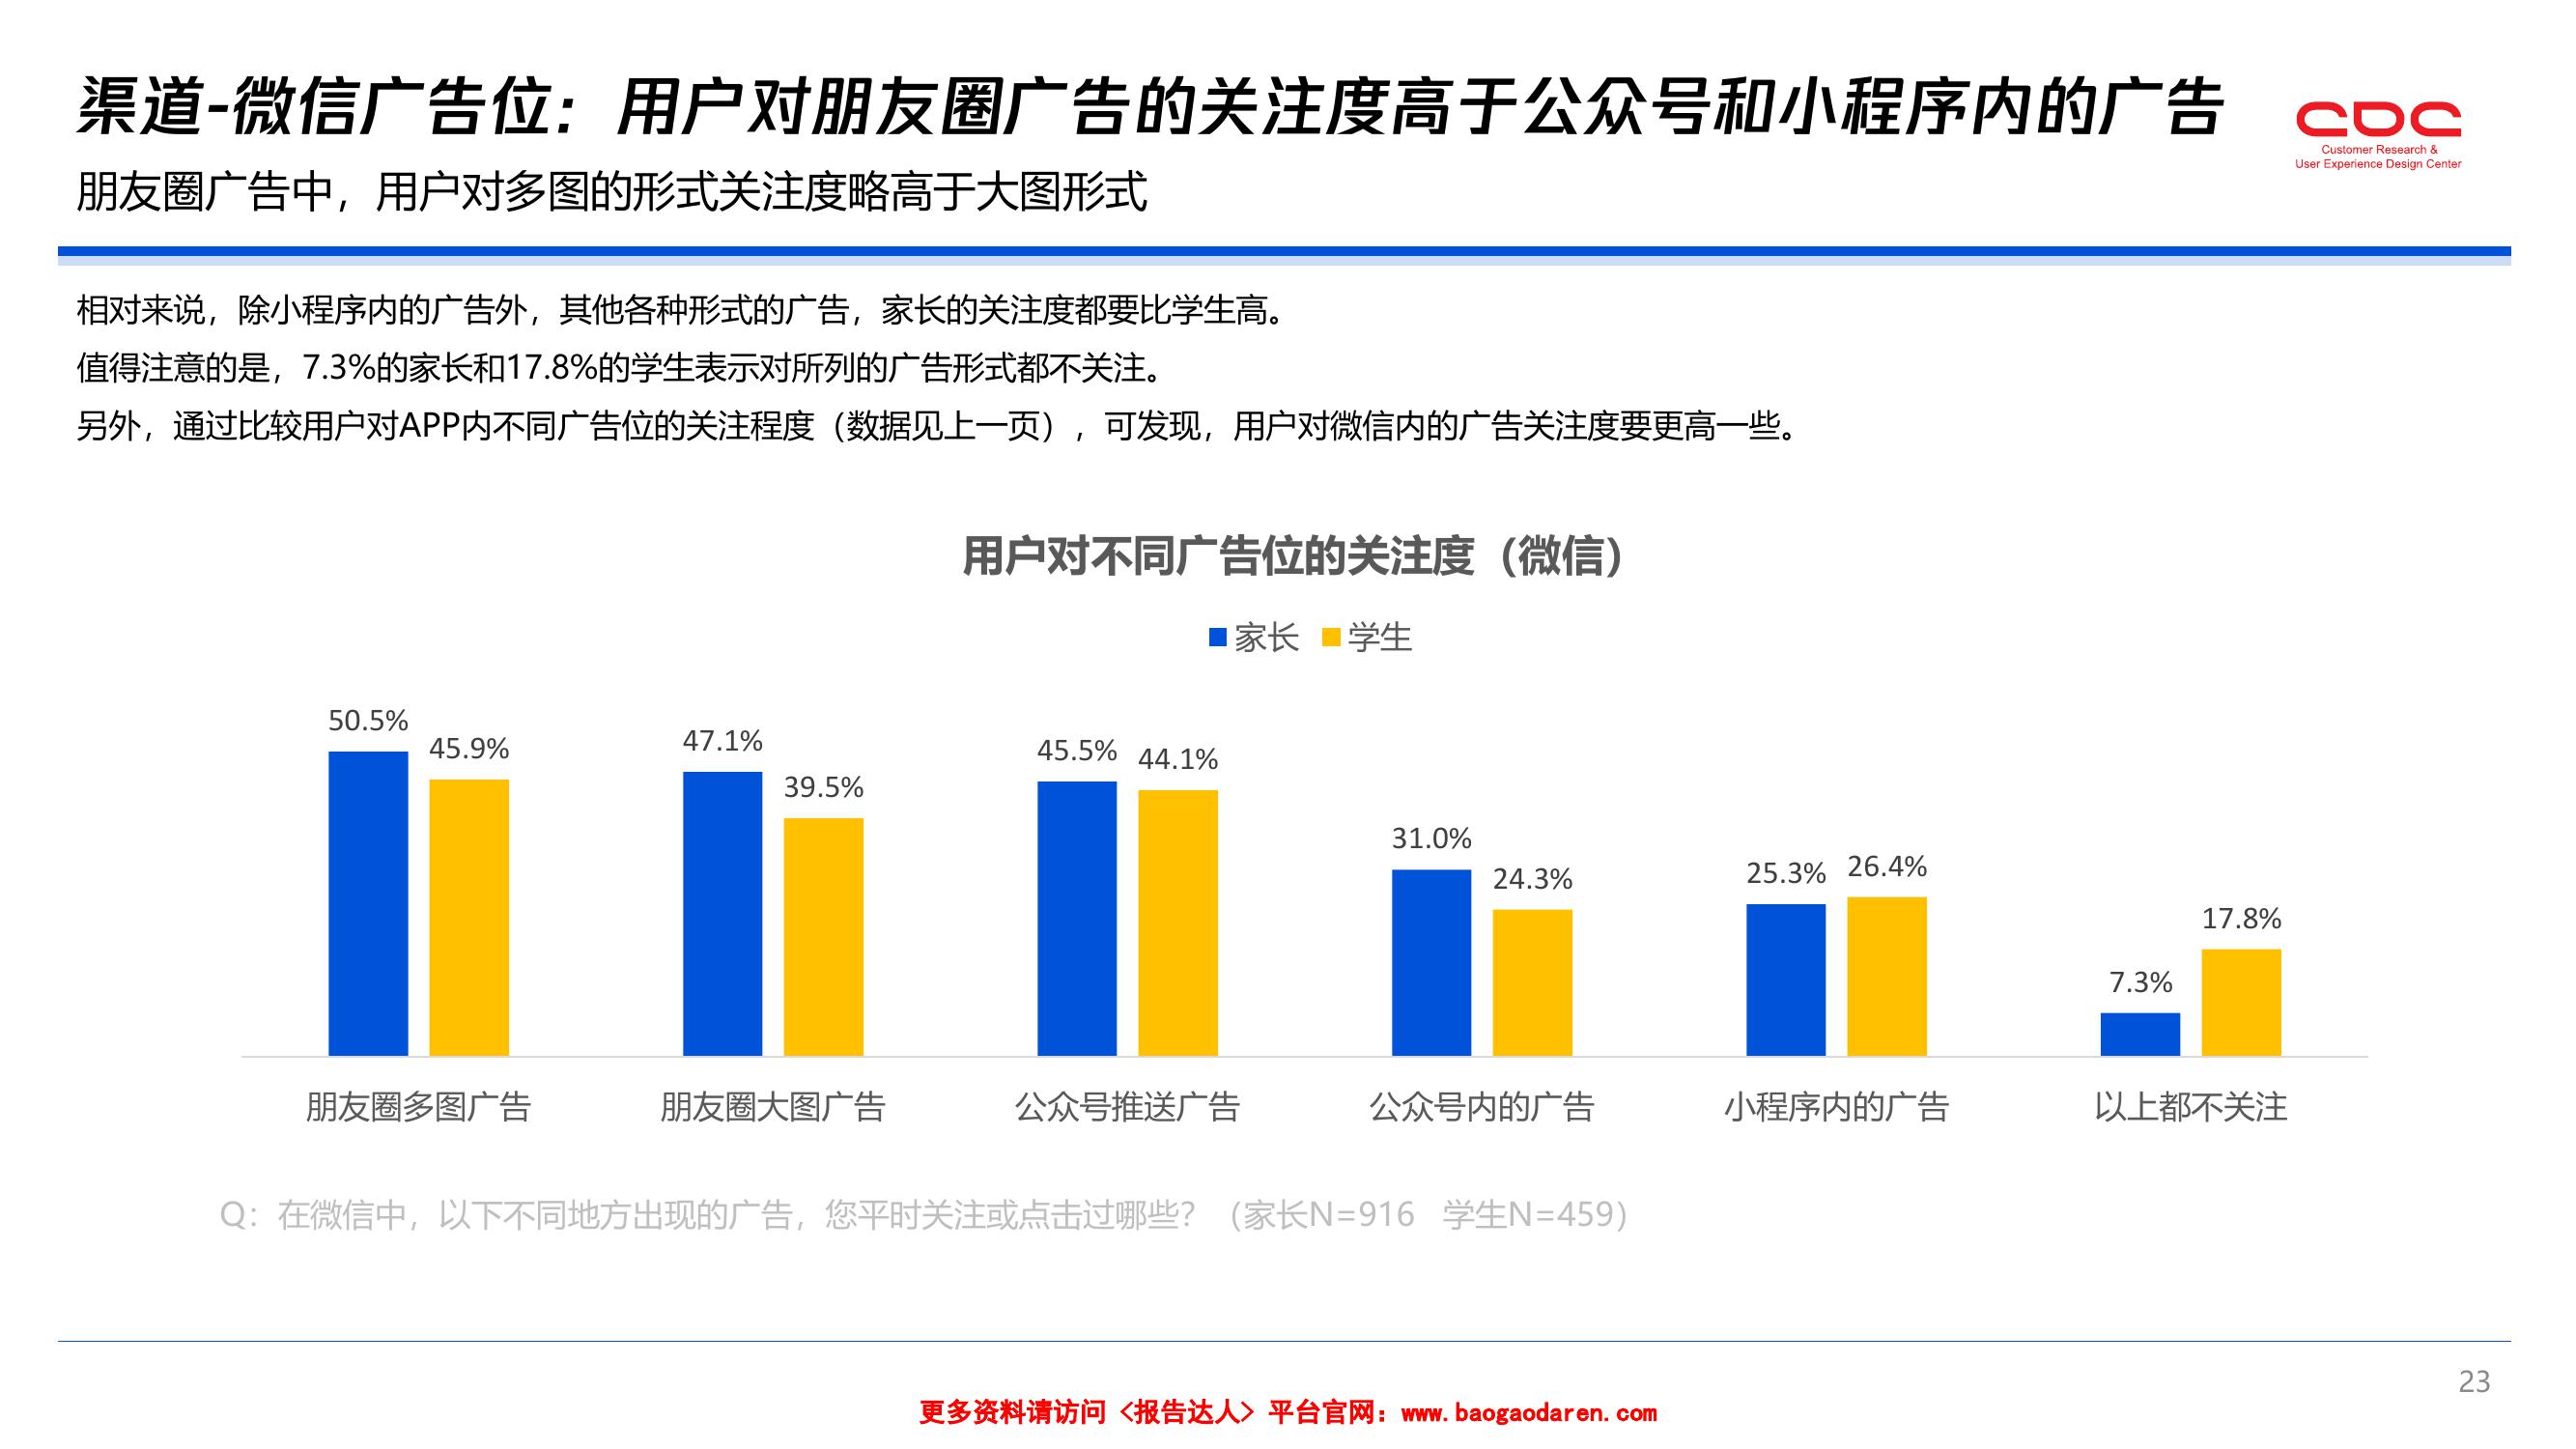 渠道-微信广告位：用户对朋友圈广告的关注度高于公众号和小程序内的广告
CDC
Customer Research &
User Experience Design Center
朋友圈广告中，用户对多图的形式关注度略高于大图形式
相对来说，除小程序内的广告外，其他各种形式的广告，家长的关注度都要比学生高。
值得注意的是，7.3%的家长和17.8%的学生表示对所列的广告形式都不关注。
另外，通过比较用户对APP内不同广告位的关注程度（数据见上一页），可发现，用户对微信内的广告关注度要更高一些。
用户对不同广告位的关注度（微信）
家长 学生
50.5% 45.9% 47.1% 39.5% 45.5% 44.1% 31.0% 24.3% 25.3% 26.4% 7.3% 17.8%
朋友圈多图广告 朋友圈大图广告 公众号推送广告 公众号内的广告 小程序内的广告 以上都不关注
Q：在微信中，以下不同地方出现的广告，您平时关注或点击过哪些？（家长N=916 学生N=459）
23
更多资料请访问《报告达人》平台官网：www.baogaodaren.com